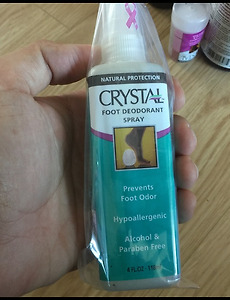 NATURAL PROTECTION
CRYSTAL
FOOT DEODORANT
SPRAY
Prevents
Foot Odor
Hypoallergenic
Alcohol &
Paraben Free